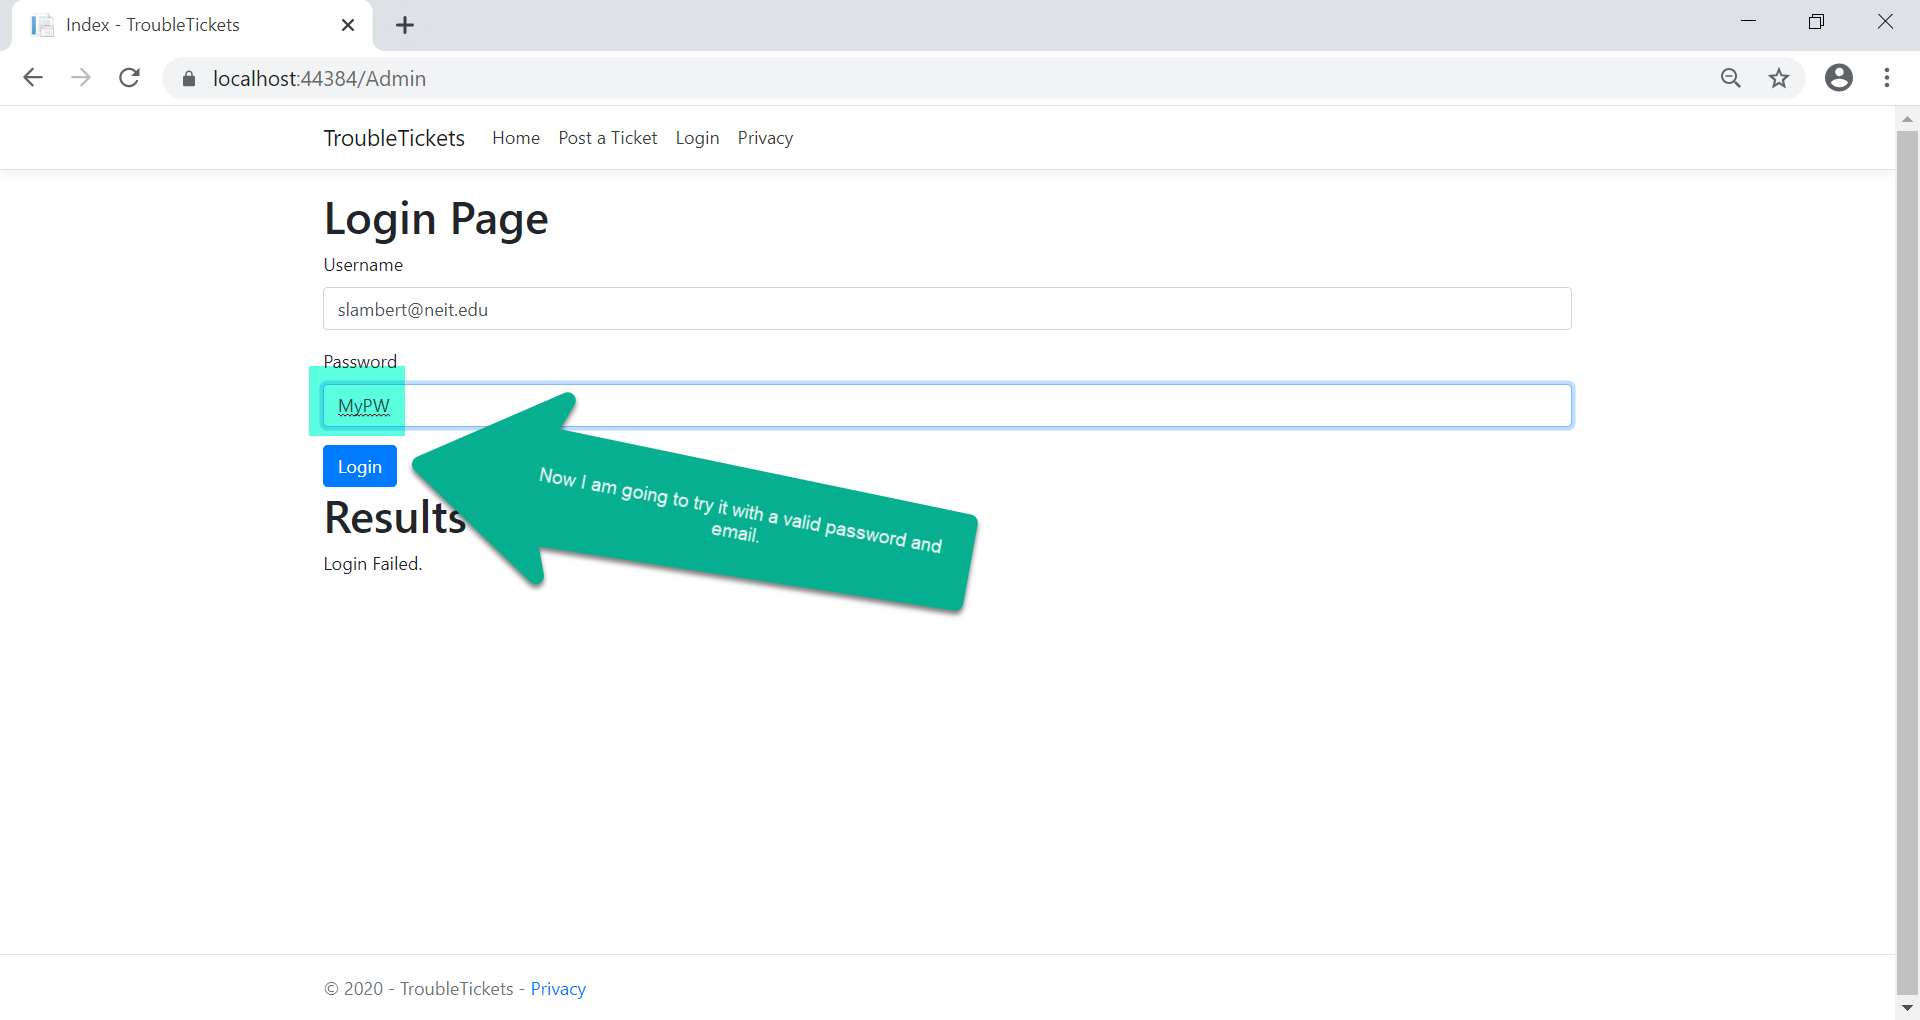 Index - TroubleTickets
localhost:44384/Admin
TroubleTickets Home Post a Ticket Login Privacy
Login Page
Username
slambert@neit.edu
Password
MyPW
Login
Now I am going to try it with a valid password and
email.
Results
Login Failed.
© 2020 - TroubleTickets - Privacy